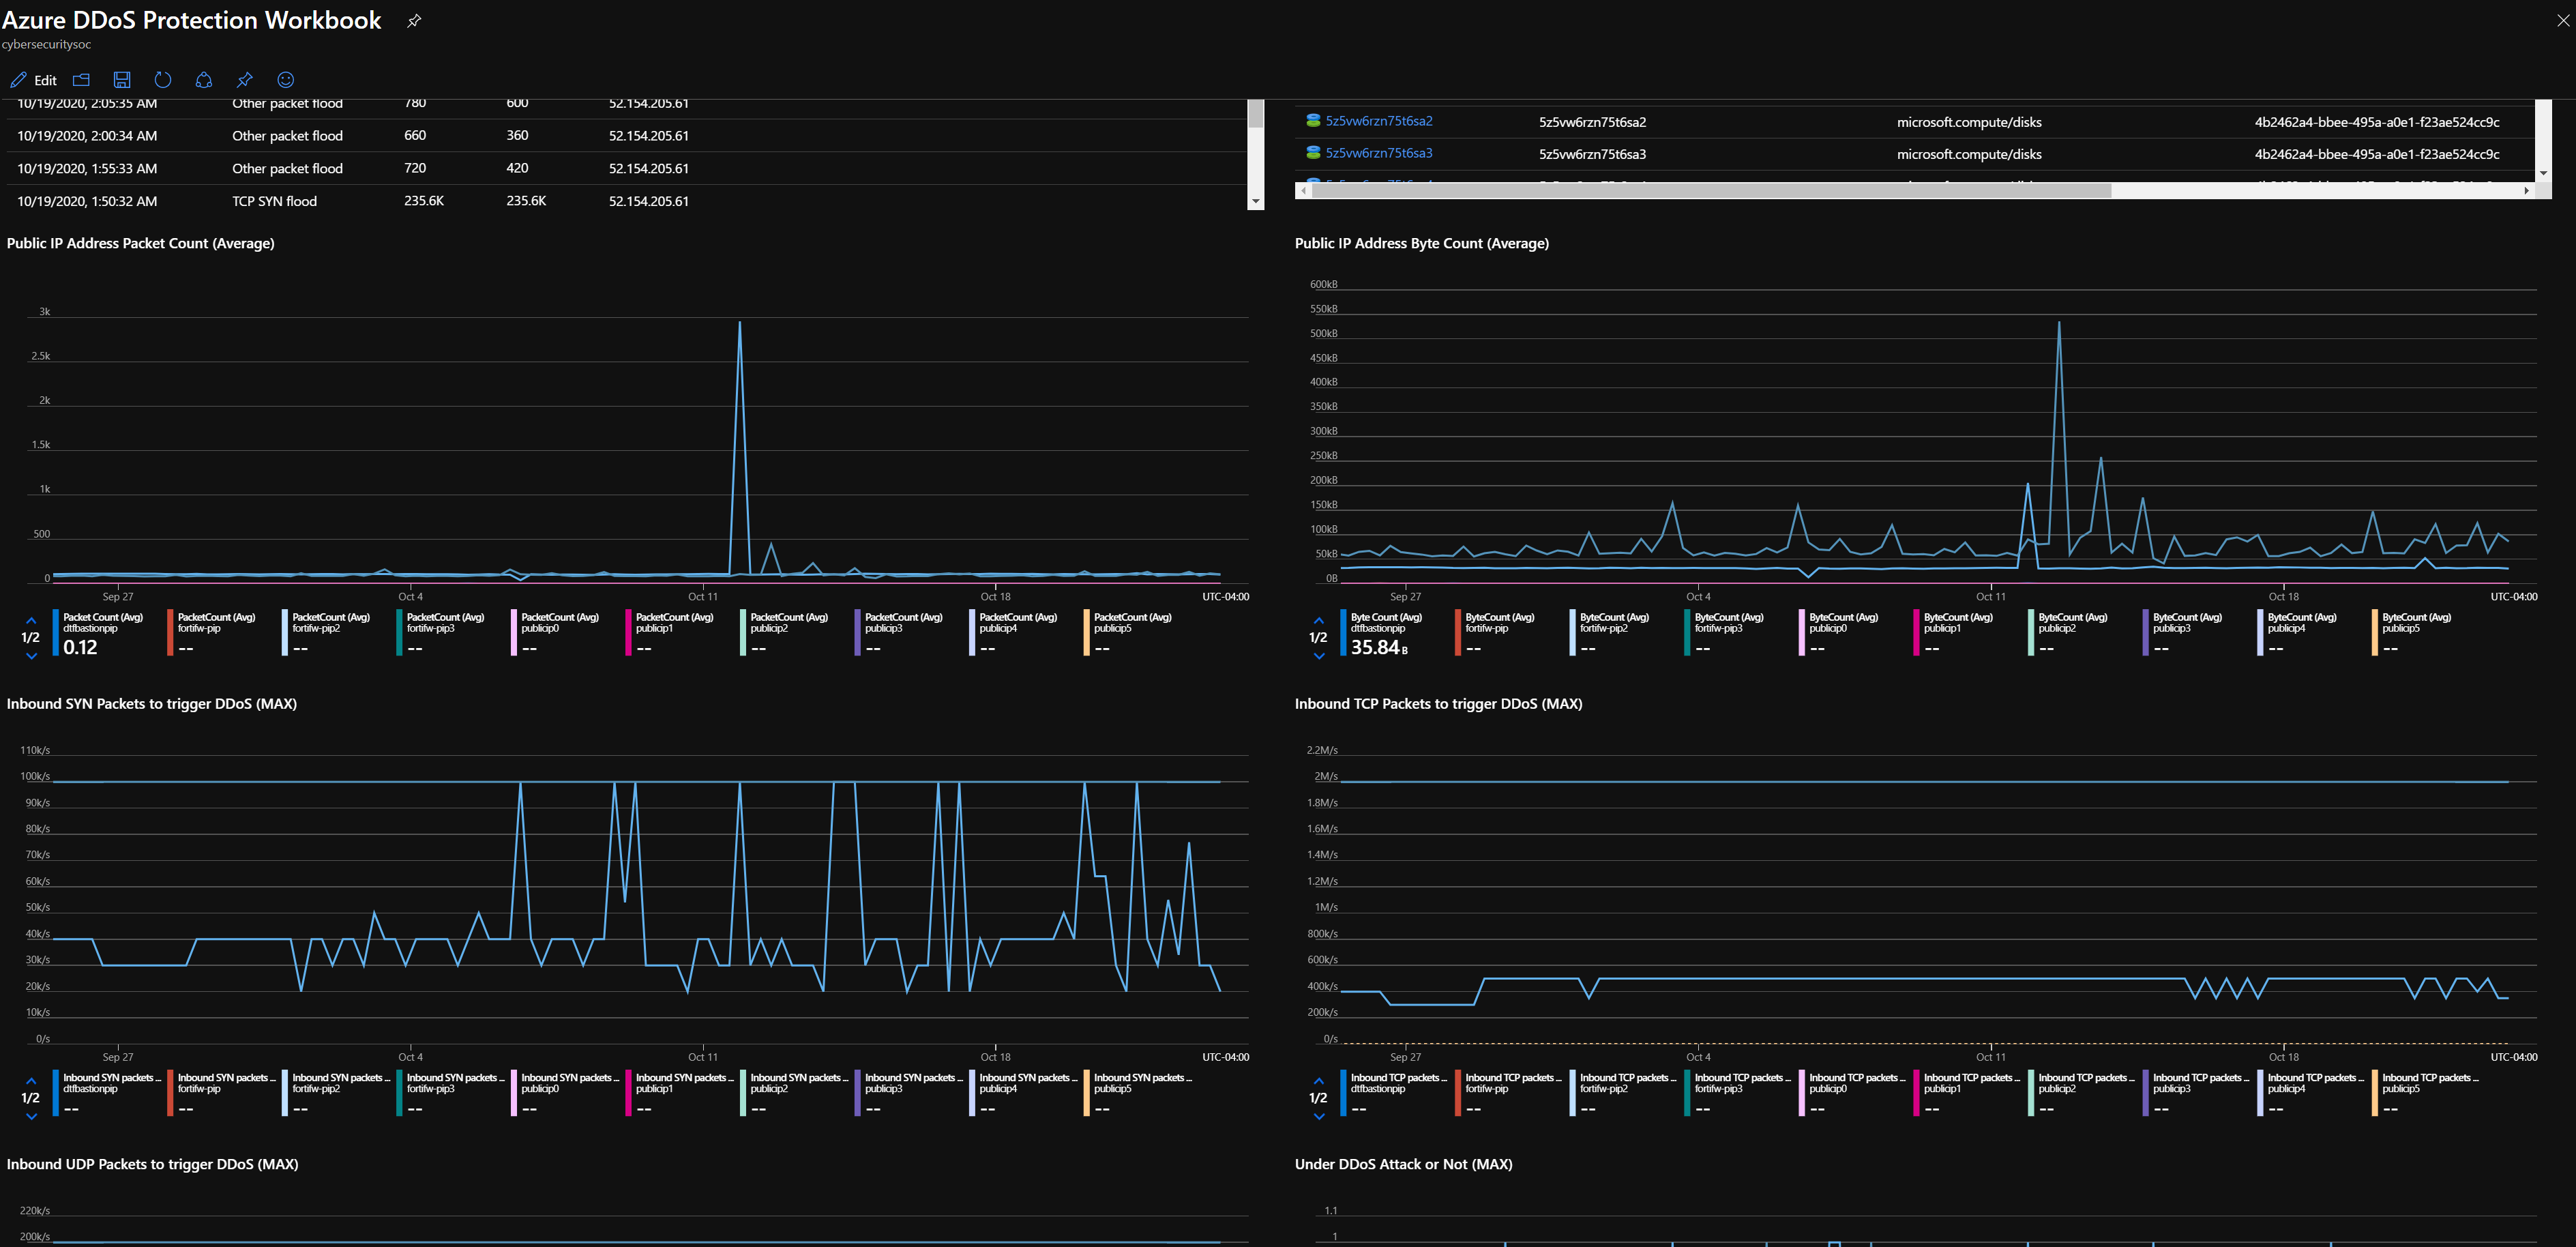 Azure DDoS Protection Workbook
cybersecuritysoc
Edit
10/19/2020, 2:05:35 AM Other packet flood 780 600 52.154.205.61
10/19/2020, 2:00:34 AM Other packet flood 660 360 52.154.205.61
10/19/2020, 1:55:33 AM Other packet flood 720 420 52.154.205.61
10/19/2020, 1:50:32 AM TCP SYN flood 235.6K 235.6K 52.154.205.61
5z5vw6rzn75t6sa2 5z5vw6rzn75t6sa2 microsoft.compute/disks 4b2462a4-bbee-495a-a0e1-f23ae524cc9c
5z5vw6rzn75t6sa3 5z5vw6rzn75t6sa3 microsoft.compute/disks 4b2462a4-bbee-495a-a0e1-f23ae524cc9c
Public IP Address Packet Count (Average)
3k
2.5k
2k
1.5k
1k
500
0
Sep 27 Oct 4 Oct 11 Oct 18 UTC-04:00
1/2
Packet Count (Avg) PacketCount (Avg) PacketCount (Avg) PacketCount (Avg) PacketCount (Avg) PacketCount (Avg) PacketCount (Avg) PacketCount (Avg) PacketCount (Avg) PacketCount (Avg)
dtfbastionpip fortifw-pip fortifw-pip2 fortifw-pip3 publicip0 publicip1 publicip2 publicip3 publicip4 publicip5
0.12 -- -- -- -- -- -- -- -- --
Public IP Address Byte Count (Average)
600kB
550kB
500kB
450kB
400kB
350kB
300kB
250kB
200kB
150kB
100kB
50kB
0B
Sep 27 Oct 4 Oct 11 Oct 18 UTC-04:00
1/2
Byte Count (Avg) ByteCount (Avg) ByteCount (Avg) ByteCount (Avg) ByteCount (Avg) ByteCount (Avg) ByteCount (Avg) ByteCount (Avg) ByteCount (Avg) ByteCount (Avg)
dtfbastionpip fortifw-pip fortifw-pip2 fortifw-pip3 publicip0 publicip1 publicip2 publicip3 publicip4 publicip5
35.84 B -- -- -- -- -- -- -- -- --
Inbound SYN Packets to trigger DDoS (MAX)
110k/s
100k/s
90k/s
80k/s
70k/s
60k/s
50k/s
40k/s
30k/s
20k/s
10k/s
0/s
Sep 27 Oct 4 Oct 11 Oct 18 UTC-04:00
1/2
Inbound SYN packets ... Inbound SYN packets ... Inbound SYN packets ... Inbound SYN packets ... Inbound SYN packets ... Inbound SYN packets ... Inbound SYN packets ... Inbound SYN packets ... Inbound SYN packets ... Inbound SYN packets ...
dtfbastionpip fortifw-pip fortifw-pip2 fortifw-pip3 publicip0 publicip1 publicip2 publicip3 publicip4 publicip5
-- -- -- -- -- -- -- -- -- --
Inbound TCP Packets to trigger DDoS (MAX)
2.2M/s
2M/s
1.8M/s
1.6M/s
1.4M/s
1.2M/s
1M/s
800k/s
600k/s
400k/s
200k/s
0/s
Sep 27 Oct 4 Oct 11 Oct 18 UTC-04:00
1/2
Inbound TCP packets ... Inbound TCP packets ... Inbound TCP packets ... Inbound TCP packets ... Inbound TCP packets ... Inbound TCP packets ... Inbound TCP packets ... Inbound TCP packets ... Inbound TCP packets ... Inbound TCP packets ...
dtfbastionpip fortifw-pip fortifw-pip2 fortifw-pip3 publicip0 publicip1 publicip2 publicip3 publicip4 publicip5
-- -- -- -- -- -- -- -- -- --
Inbound UDP Packets to trigger DDoS (MAX)
220k/s
200k/s
Under DDoS Attack or Not (MAX)
1.1
1